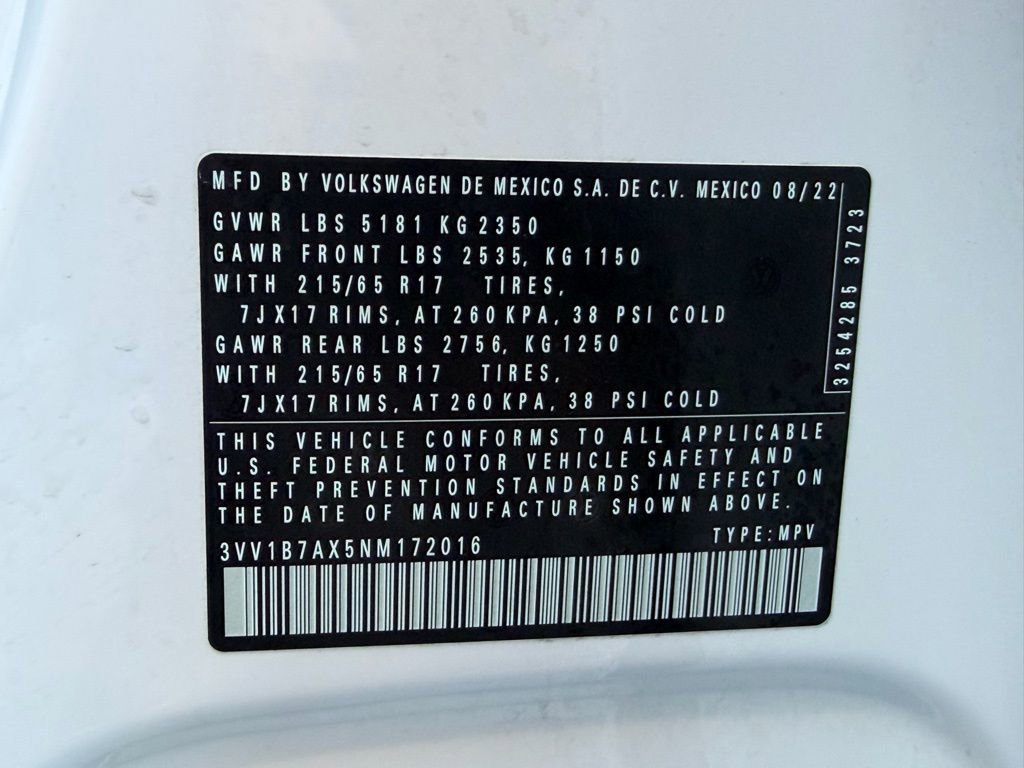 MFD BY VOLKSWAGEN DE MEXICO S.A. DE C.V. MEXICO 08/22
GVWR LBS 5181 KG 2350
GAWR FRONT LBS 2535, KG 1150
WITH 215/65 R17 TIRES,
7JX17 RIMS, AT 260 KPA, 38 PSI COLD
GAWR REAR LBS 2756, KG 1250
WITH 215/65 R17 TIRES,
7JX17 RIMS, AT 260 KPA, 38 PSI COLD
3254285 3723
THIS VEHICLE CONFORMS TO ALL APPLICABLE
U.S. FEDERAL MOTOR VEHICLE SAFETY AND
THEFT PREVENTION STANDARDS IN EFFECT ON
THE DATE OF MANUFACTURE SHOWN ABOVE.
3VV1B7AX5NM172016 TYPE: MPV